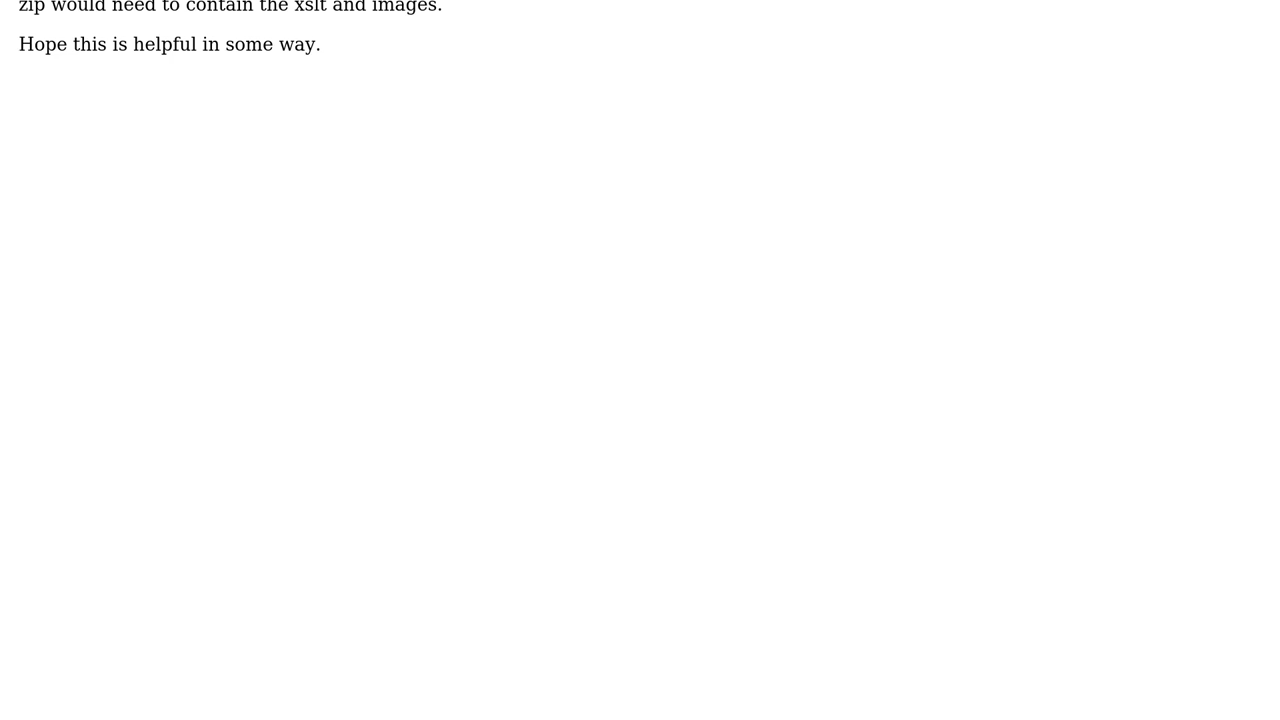 zip would need to contain the xslt and images.
Hope this is helpful in some way.